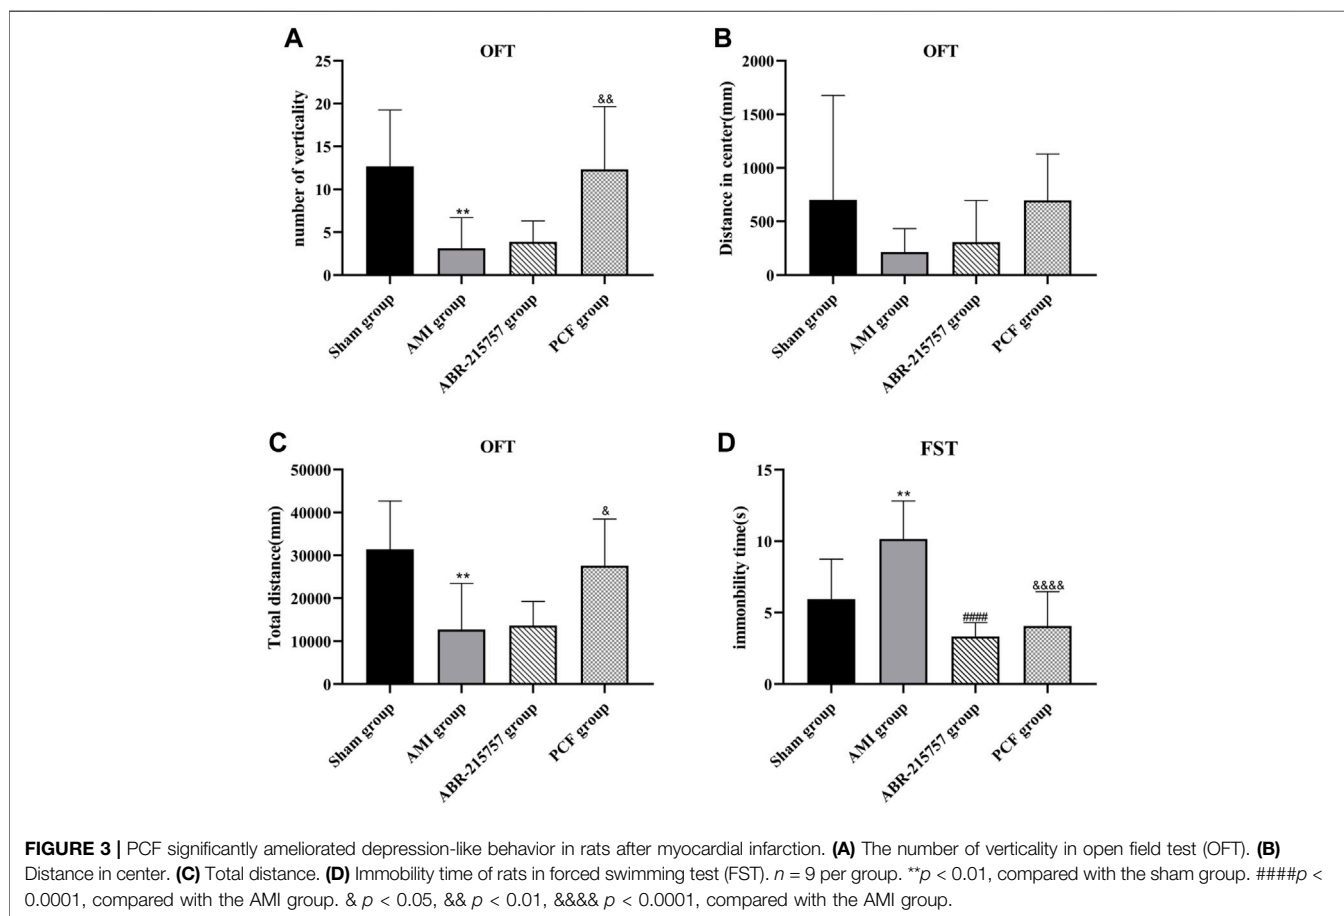 A
OFT
number of verticality
25
20
15
10
5
0
**
&&
Sham group
AMI group
ABR-215757 group
PCF group
B
OFT
Distance in center(mm)
2000
1500
1000
500
0
Sham group
AMI group
ABR-215757 group
PCF group
C
OFT
Total distance(mm)
50000
40000
30000
20000
10000
0
**
&
Sham group
AMI group
ABR-215757 group
PCF group
D
FST
immonbility time(s)
15
10
5
0
**
####
&&&&
Sham group
AMI group
ABR-215757 group
PCF group
FIGURE 3 | PCF significantly ameliorated depression-like behavior in rats after myocardial infarction. (A) The number of verticality in open field test (OFT). (B)
Distance in center. (C) Total distance. (D) Immobility time of rats in forced swimming test (FST). n = 9 per group. **p < 0.01, compared with the sham group. ####p <
0.0001, compared with the AMI group. & p < 0.05, && p < 0.01, &&&& p < 0.0001, compared with the AMI group.